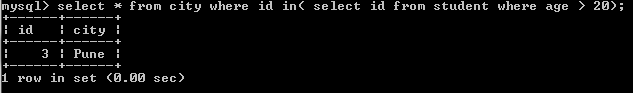 mysql> select * from city where id in( select id from student where age > 20);
+------+------+
| id   | city |
+------+------+
|    3 | Pune |
+------+------+
1 row in set (0.00 sec)